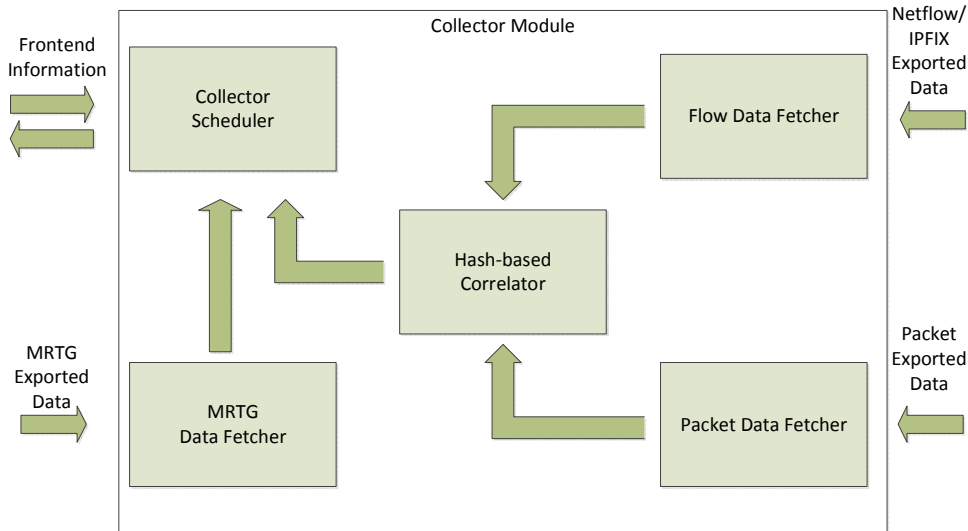 Collector Module
Frontend
Information
Netflow/
IPFIX
Exported
Data
Collector
Scheduler
Flow Data Fetcher
Hash-based
Correlator
MRTG
Exported
Data
MRTG
Data Fetcher
Packet Data Fetcher
Packet
Exported
Data